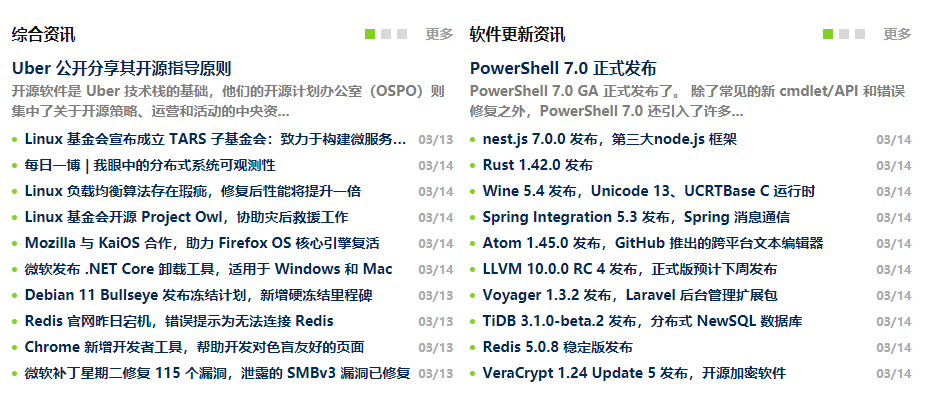 综合资讯
更多
Uber 公开分享其开源指导原则
开源软件是 Uber 技术栈的基础，他们的开源计划办公室（OSPO）则
集中了关于开源策略、运营和活动的中央资...
Linux 基金会宣布成立 TARS 子基金会：致力于构建微服务... 03/13
每日一博 | 我眼中的分布式系统可观测性 03/14
Linux 负载均衡算法存在瑕疵，修复后性能将提升一倍 03/14
Linux 基金会开源 Project Owl，协助灾后救援工作 03/14
Mozilla 与 KaiOS 合作，助力 Firefox OS 核心引擎复活 03/14
微软发布 .NET Core 卸载工具，适用于 Windows 和 Mac 03/14
Debian 11 Bullseye 发布冻结计划，新增硬冻结里程碑 03/13
Redis 官网昨日宕机，错误提示为无法连接 Redis 03/13
Chrome 新增开发者工具，帮助开发对色盲友好的页面 03/13
微软补丁星期二修复 115 个漏洞，泄露的 SMBv3 漏洞已修复 03/13
软件更新资讯
更多
PowerShell 7.0 正式发布
PowerShell 7.0 GA 正式发布了。 除了常见的新 cmdlet/API 和错误
修复之外，PowerShell 7.0 还引入了许多...
nest.js 7.0.0 发布，第三大node.js 框架 03/14
Rust 1.42.0 发布 03/14
Wine 5.4 发布，Unicode 13、UCRTBase C 运行时 03/14
Spring Integration 5.3 发布，Spring 消息通信 03/14
Atom 1.45.0 发布，GitHub 推出的跨平台文本编辑器 03/14
LLVM 10.0.0 RC 4 发布，正式版预计下周发布 03/14
Voyager 1.3.2 发布，Laravel 后台管理扩展包 03/14
TiDB 3.1.0-beta.2 发布，分布式 NewSQL 数据库 03/14
Redis 5.0.8 稳定版发布 03/14
VeraCrypt 1.24 Update 5 发布，开源加密软件 03/14